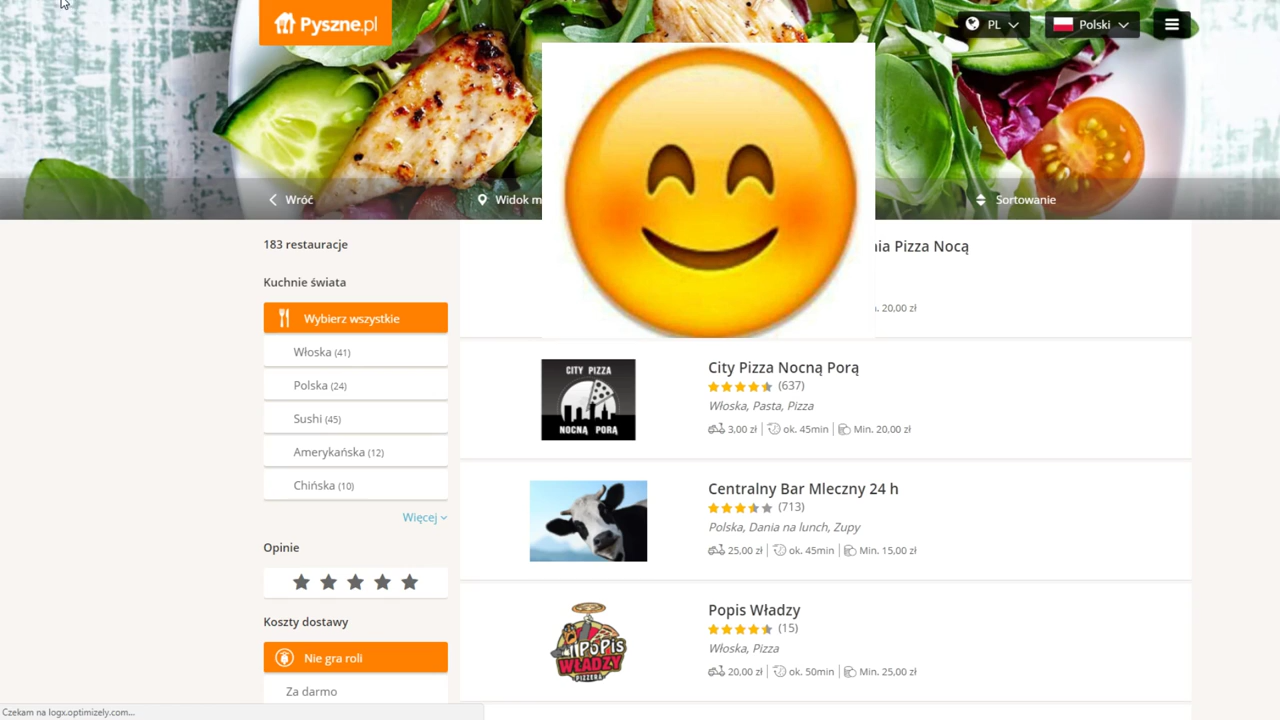 Pyszne.pl
PL
Polski
Wróć
Widok m
Sortowanie
183 restauracje
Kuchnie świata
Wybierz wszystkie
Włoska (41)
Polska (24)
Sushi (45)
Amerykańska (12)
Chińska (10)
Więcej
Opinie
Koszty dostawy
Nie gra roli
Za darmo
Czekam na logx.optimizely.com...
ia Pizza Nocą
20,00 zł
CITY PIZZA
NOCNĄ PORĄ
City Pizza Nocną Porą
(637)
Włoska, Pasta, Pizza
3,00 zł | ok. 45min | Min. 20,00 zł
Centralny Bar Mleczny 24 h
(713)
Polska, Dania na lunch, Zupy
25,00 zł | ok. 45min | Min. 15,00 zł
POPiS
WŁADZY
PIZZERIA
Popis Władzy
(15)
Włoska, Pizza
20,00 zł | ok. 50min | Min. 25,00 zł